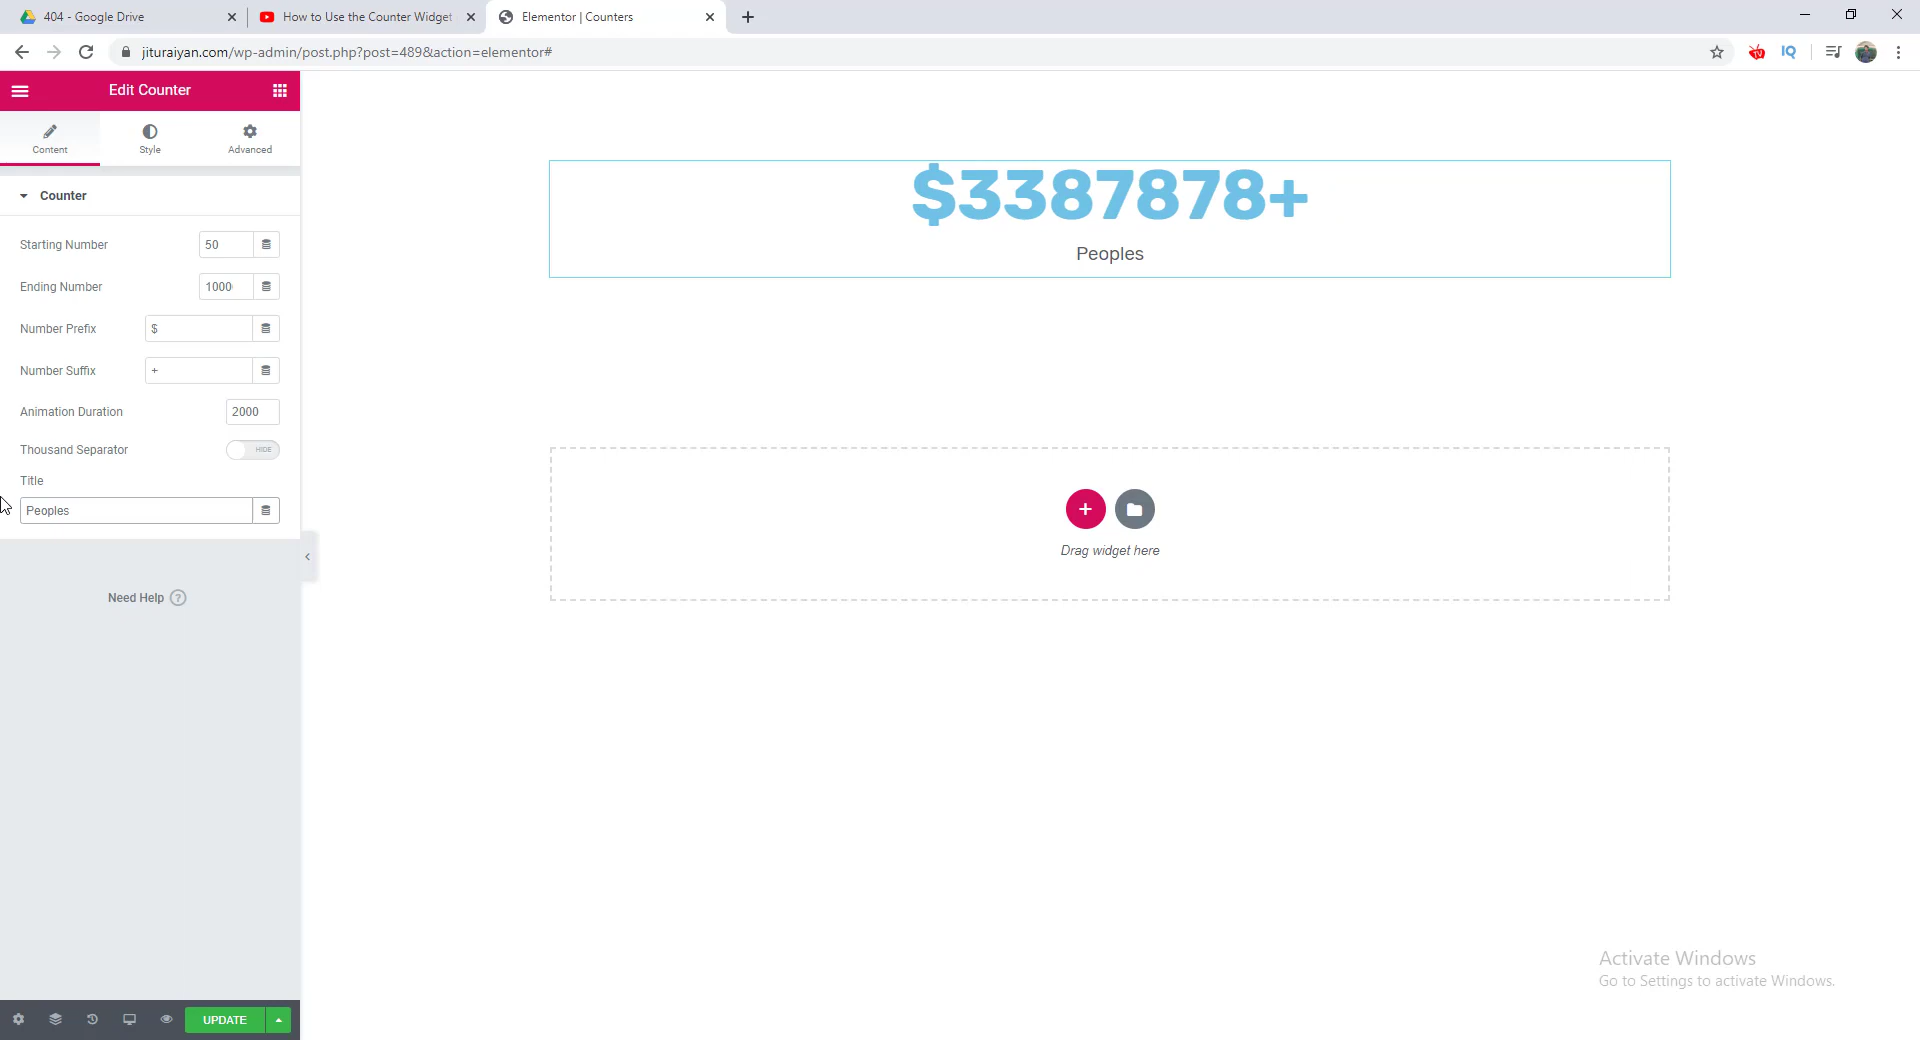 404 - Google Drive
How to Use the Counter Widget
Elementor | Counters
jituraiyan.com/wp-admin/post.php?post=489&action=elementor#
Edit Counter
Content
Style
Advanced
Counter
Starting Number
50
Ending Number
1000
Number Prefix
$
Number Suffix
+
Animation Duration
2000
Thousand Separator
HIDE
Title
Peoples
Need Help ?
UPDATE
$3387878+
Peoples
+
Drag widget here
Activate Windows
Go to Settings to activate Windows.
IQ